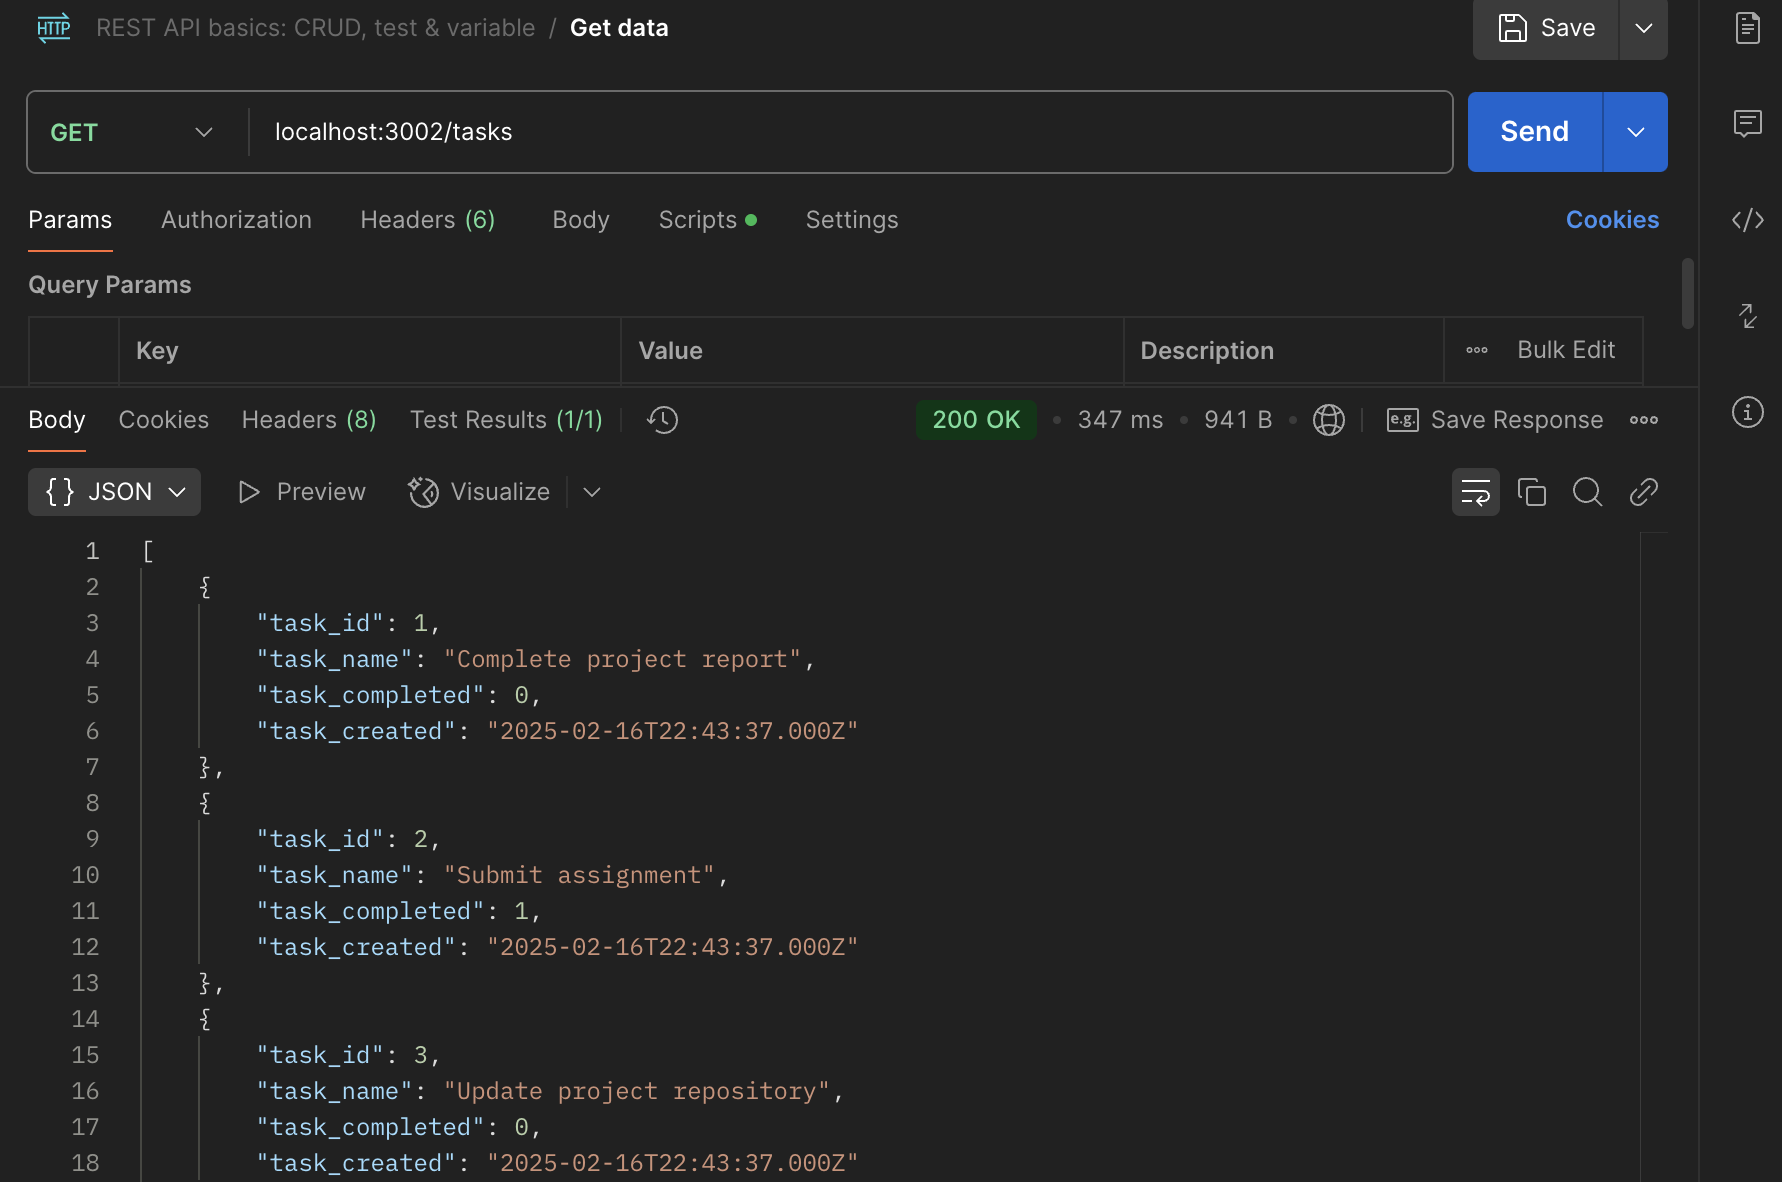 HTTP REST API basics: CRUD, test & variable / Get data Save
GET localhost:3002/tasks Send
Params Authorization Headers (6) Body Scripts Settings Cookies
Query Params
Key Value Description Bulk Edit
Body Cookies Headers (8) Test Results (1/1) 200 OK 347 ms 941 B e.g. Save Response
{} JSON Preview Visualize
1 [
2 {
3 "task_id": 1,
4 "task_name": "Complete project report",
5 "task_completed": 0,
6 "task_created": "2025-02-16T22:43:37.000Z"
7 },
8 {
9 "task_id": 2,
10 "task_name": "Submit assignment",
11 "task_completed": 1,
12 "task_created": "2025-02-16T22:43:37.000Z"
13 },
14 {
15 "task_id": 3,
16 "task_name": "Update project repository",
17 "task_completed": 0,
18 "task_created": "2025-02-16T22:43:37.000Z"